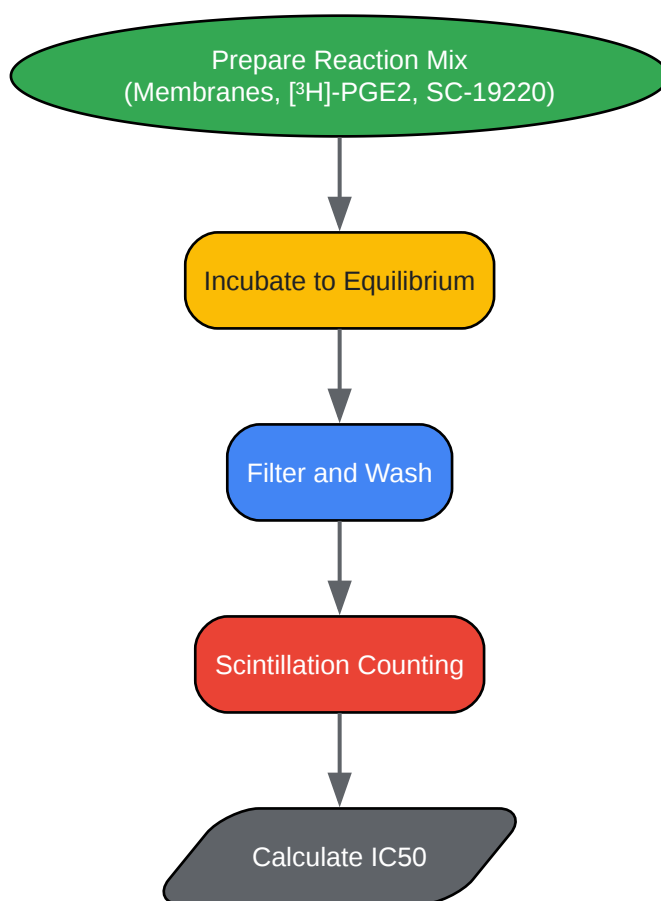 Prepare Reaction Mix
(Membranes, [³H]-PGE2, SC-19220)
Incubate to Equilibrium
Filter and Wash
Scintillation Counting
Calculate IC50